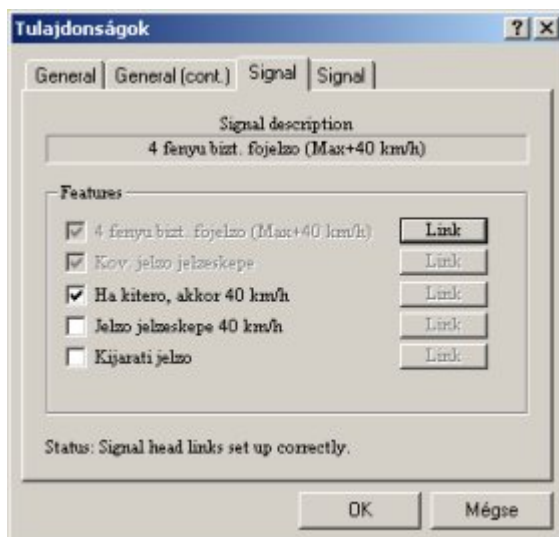 Tulajdonságok
General General (cont.) Signal Signal
Signal description
4 fenyu bizt. fojelzo (Max+40 km/h)
Features
4 fenyu bizt. fojelzo (Max+40 km/h) Link
Kov. jelzo jelzeskepe Link
Ha kitero, akkor 40 km/h Link
Jelzo jelzeskepe 40 km/h Link
Kijarati jelzo Link
Status: Signal head links set up correctly.
OK Mégse